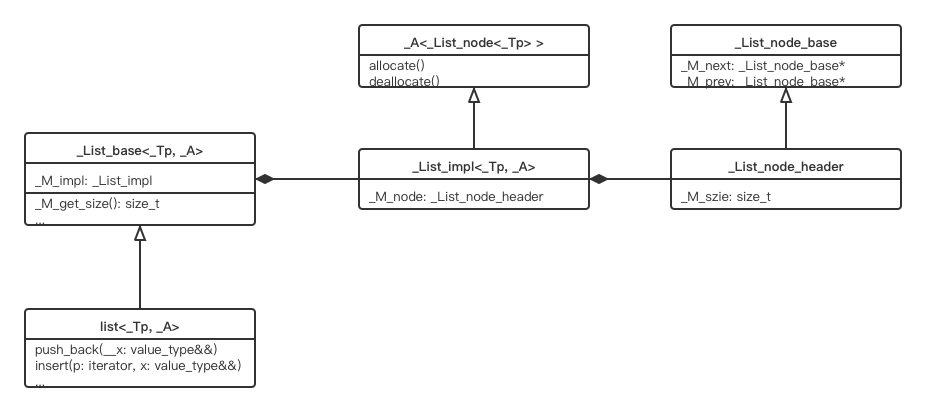 _A<_List_node<_Tp> >
allocate()
deallocate()
_List_node_base
_M_next: _List_node_base*
_M_prev: _List_node_base*
_List_base<_Tp, _A>
_M_impl: _List_impl
_M_get_size(): size_t
...
_List_impl<_Tp, _A>
_M_node: _List_node_header
_List_node_header
_M_szie: size_t
list<_Tp, _A>
push_back(__x: value_type&&)
insert(p: iterator, x: value_type&&)
...